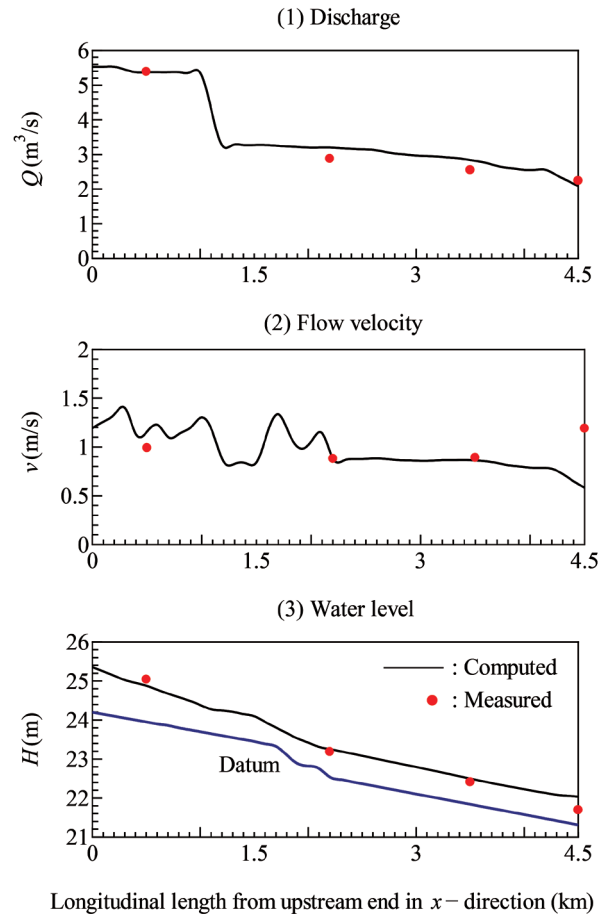 (1) Discharge
6
5
4
3
2
1
0
Q(m³/s)
0 1.5 3 4.5
(2) Flow velocity
2
1.5
1
0.5
0
v(m/s)
0 1.5 3 4.5
(3) Water level
26
25
24
23
22
21
H(m)
: Computed
: Measured
Datum
0 1.5 3 4.5
Longitudinal length from upstream end in x − direction (km)